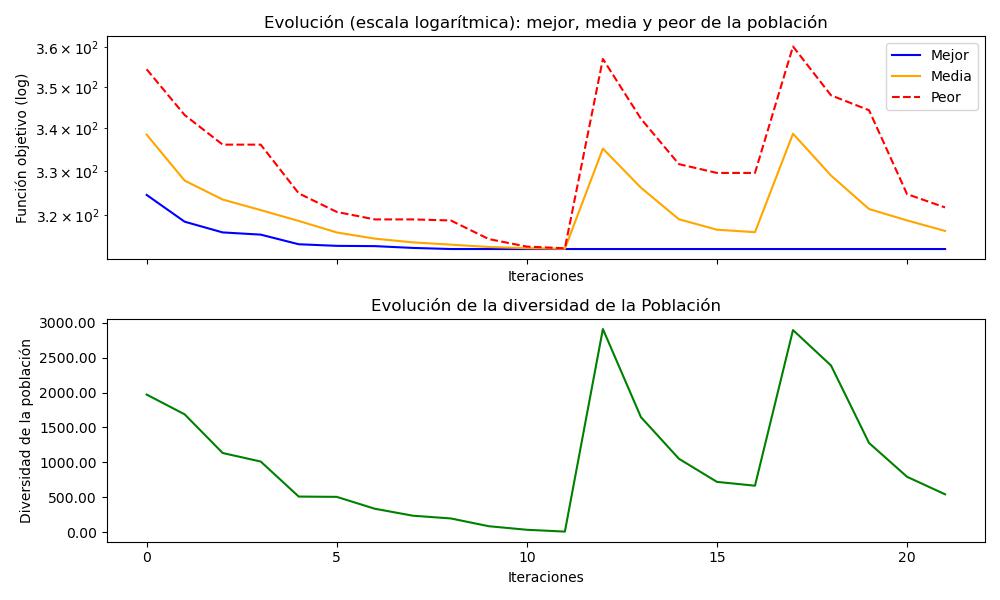 Evolución (escala logarítmica): mejor, media y peor de la población
Función objetivo (log)
3.6 × 10²
3.5 × 10²
3.4 × 10²
3.3 × 10²
3.2 × 10²
Mejor
Media
Peor
Iteraciones
Evolución de la diversidad de la Población
Diversidad de la población
3000.00
2500.00
2000.00
1500.00
1000.00
500.00
0.00
0 5 10 15 20
Iteraciones